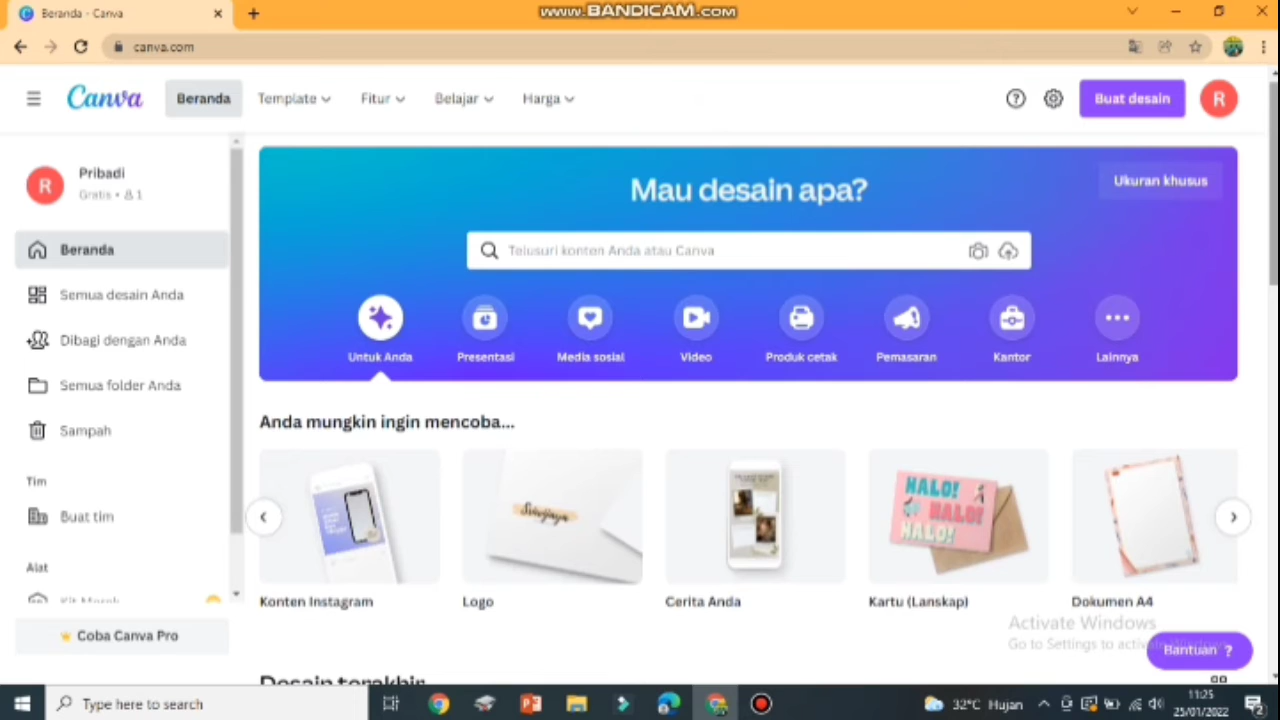 Beranda - Canva
www.BANDICAM.com
canva.com
Canva
Beranda
Template
Fitur
Belajar
Harga
Buat desain
R
R
Pribadi
Gratis • 1
Mau desain apa?
Ukuran khusus
Telusuri konten Anda atau Canva
Untuk Anda
Presentasi
Media sosial
Video
Produk cetak
Pemasaran
Kantor
Lainnya
Beranda
Semua desain Anda
Dibagi dengan Anda
Semua folder Anda
Sampah
Tim
Buat tim
Alat
Kit Merek
Coba Canva Pro
Anda mungkin ingin mencoba...
HALO!
HALO!
HALO!
Konten Instagram
Logo
Cerita Anda
Kartu (Lanskap)
Dokumen A4
Activate Windows
Go to Settings to activate Windows.
Bantuan ?
Desain terakhir
Type here to search
32°C Hujan
11:25
25/01/2022
2